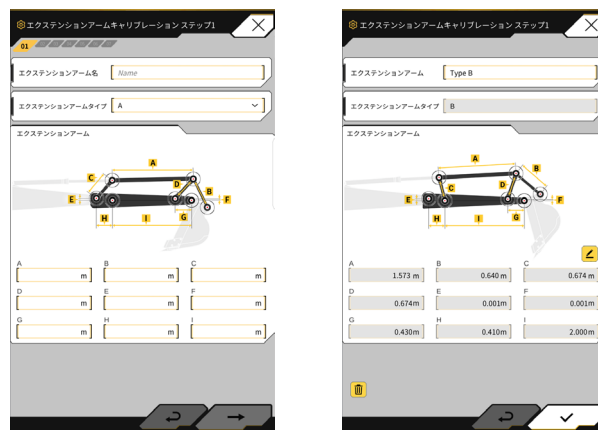 エクステンションアームキャリブレーション ステップ1
01
エクステンションアーム名
Name
エクステンションアームタイプ
A
エクステンションアーム
A
C
D
B
E
F
H
I
G
A
B
C
m
m
m
D
E
F
m
m
m
G
H
I
m
m
m
エクステンションアームキャリブレーション ステップ1
エクステンションアーム
Type B
エクステンションアームタイプ
B
エクステンションアーム
A
B
C
D
E
F
H
I
G
A
B
C
1.573 m
0.640 m
0.674 m
D
E
F
0.674m
0.001m
0.001m
G
H
I
0.430m
0.410m
2.000m